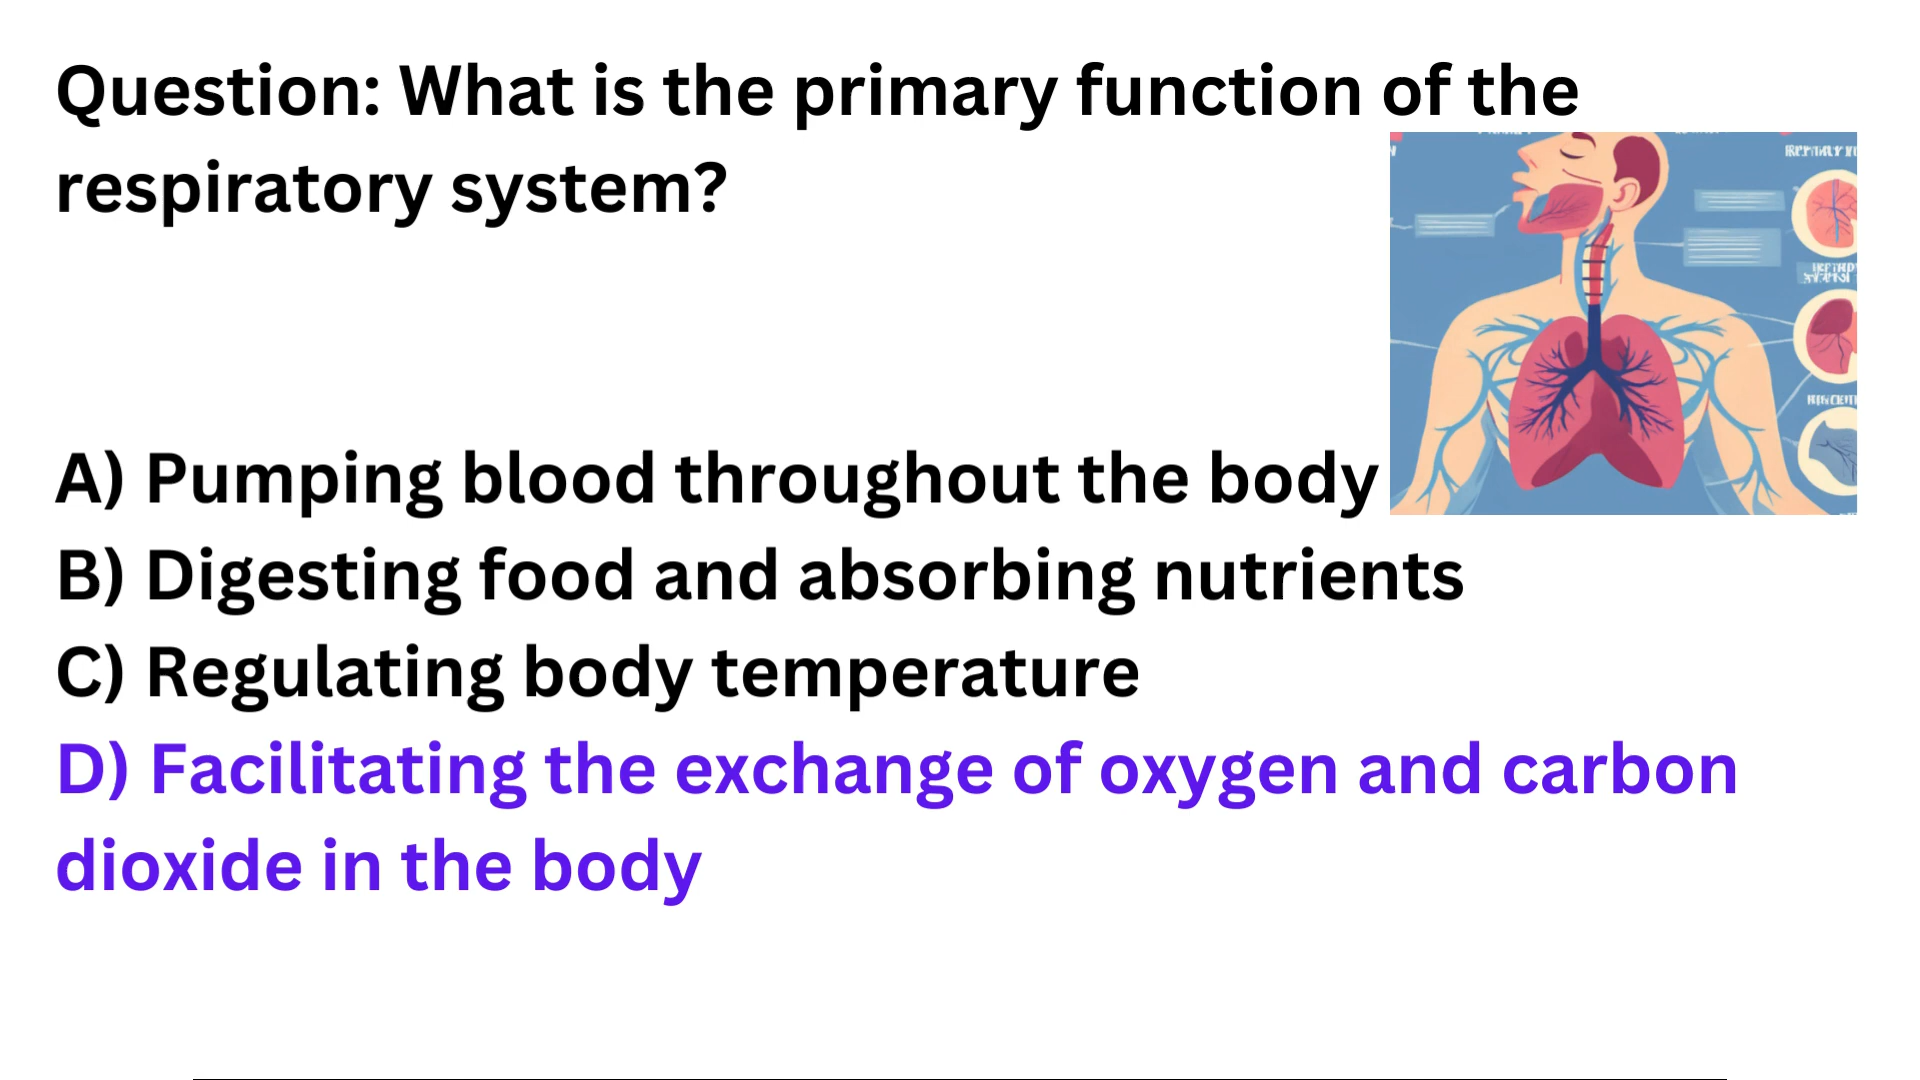 Question: What is the primary function of the
respiratory system?
A) Pumping blood throughout the body
B) Digesting food and absorbing nutrients
C) Regulating body temperature
D) Facilitating the exchange of oxygen and carbon
dioxide in the body